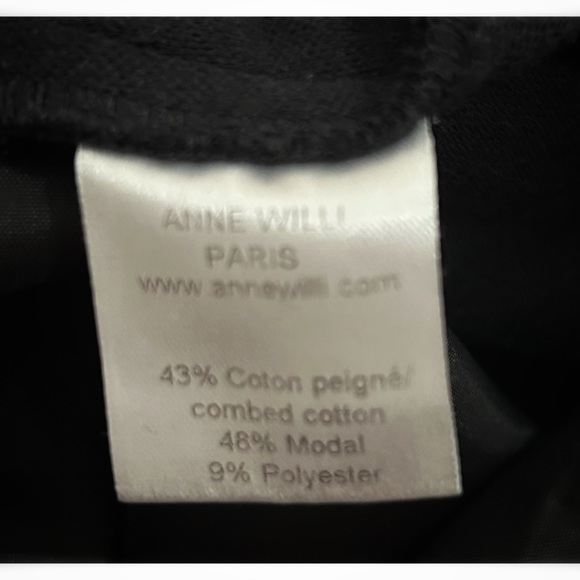 ANNE WILLI
PARIS
www.annewilli.com
43% Coton peigné/
combed cotton
48% Modal
9% Polyester